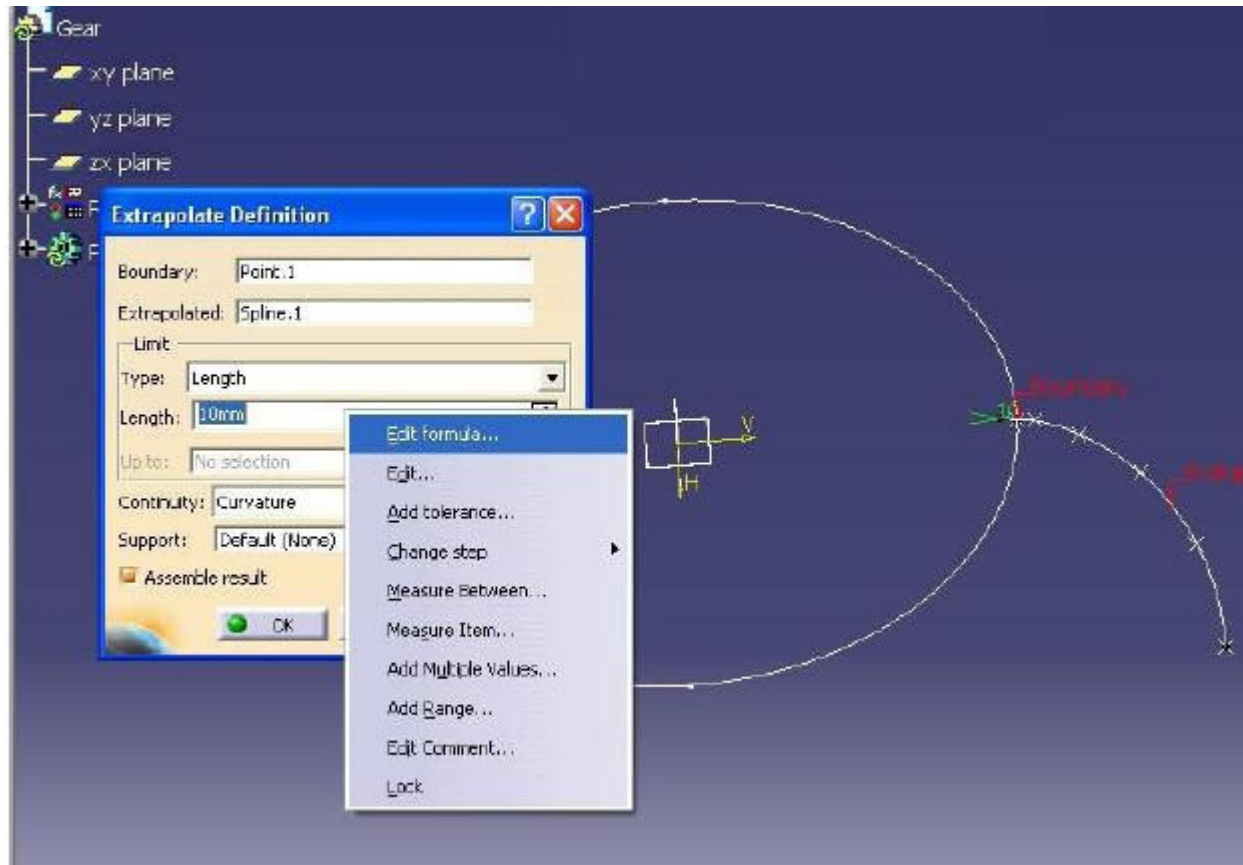 Gear
xy plane
yz plane
zx plane
Extrapolate Definition
Boundary: Point.1
Extrapolated: Spline.1
Limit
Type: Length
Length: 10mm
Up to: No selection
Continuity: Curvature
Support: Default (None)
Assemble result
OK
Edit formula...
Edit...
Add tolerance...
Change step
Measure Between...
Measure Item...
Add Multiple Values...
Add Range...
Edit Comment...
Lock
V
H
10
Boundary